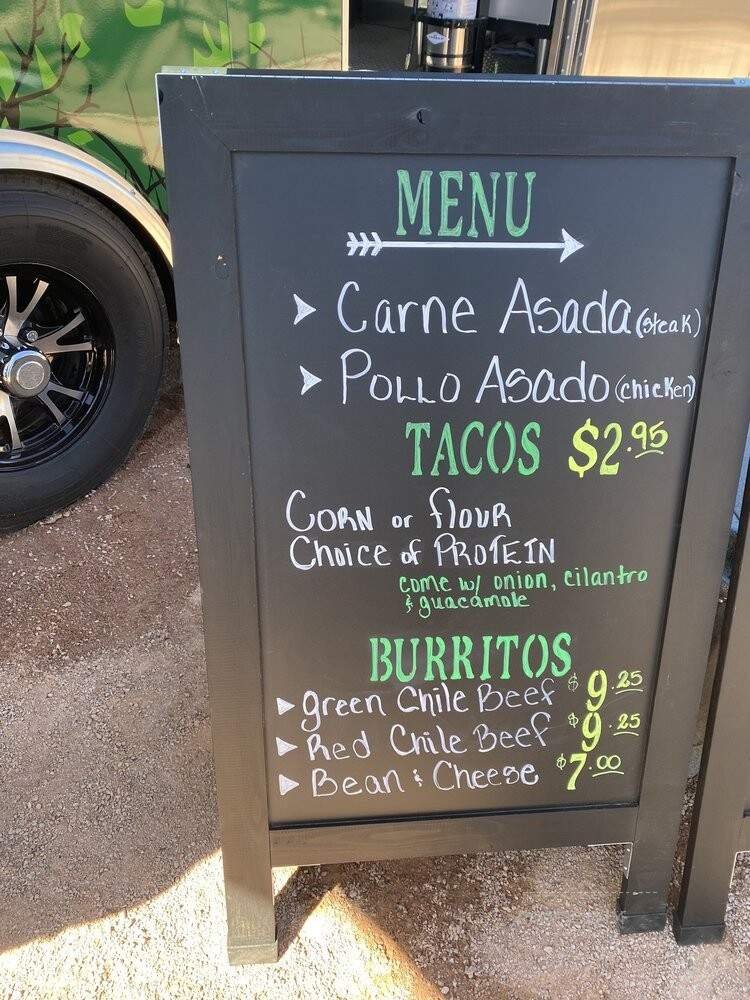 MENU
Carne Asada (steak)
Pollo Asado (chicken)
TACOS $2.95
Corn or flour
Choice of PROTEIN
come w/ onion, cilantro
& guacamole
BURRITOS
green Chile Beef $9.25
Red Chile Beef $9.25
Bean & Cheese $7.00